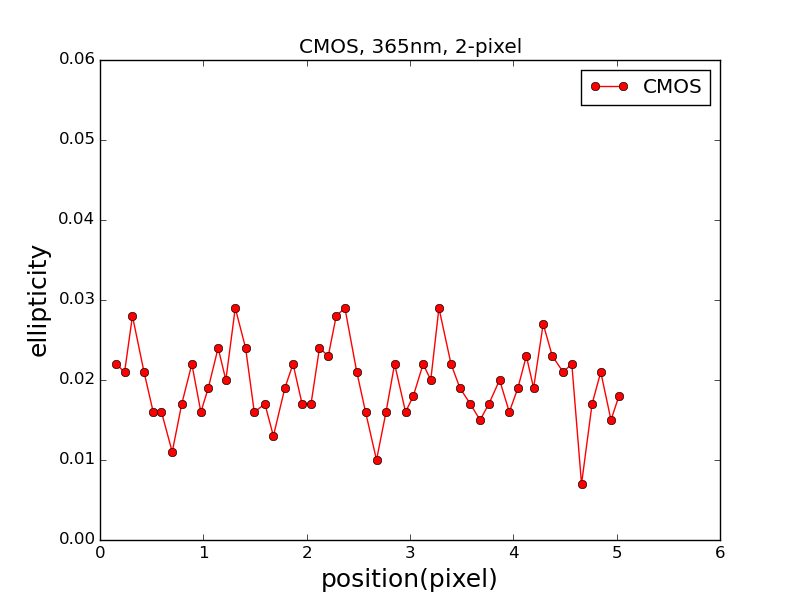 CMOS, 365nm, 2-pixel
CMOS
0.06
0.05
0.04
0.03
0.02
0.01
0.00
ellipticity
0 1 2 3 4 5 6
position(pixel)